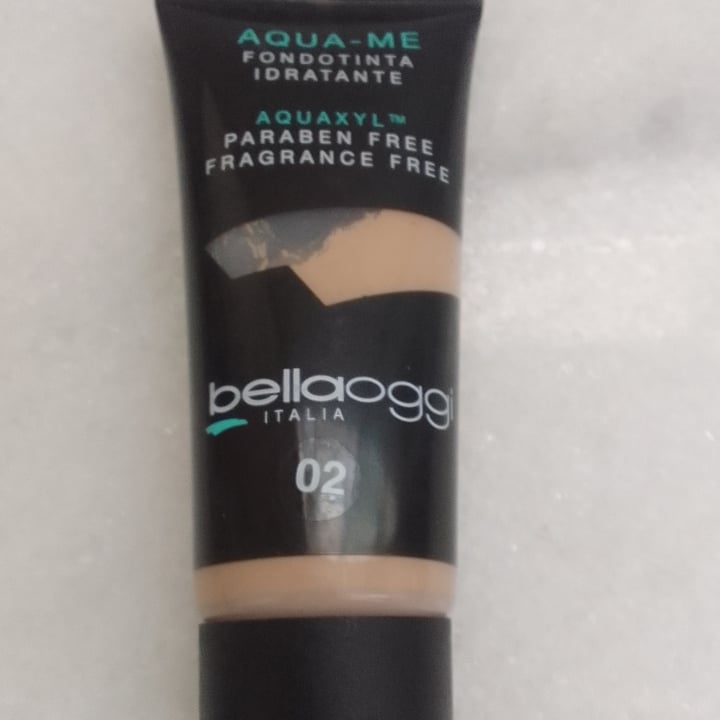 AQUA-ME
FONDOTINTA
IDRATANTE
AQUAXYL™
PARABEN FREE
FRAGRANCE FREE
bellaoggi
ITALIA
02